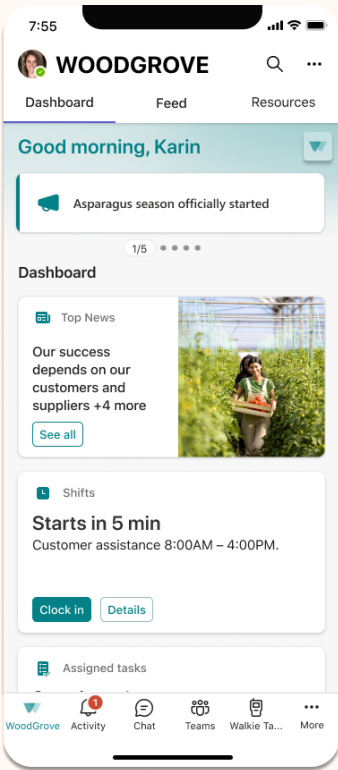 7:55
WOODGROVE
Dashboard
Feed
Resources
Good morning, Karin
Asparagus season officially started
1/5
Dashboard
Top News
Our success
depends on our
customers and
suppliers +4 more
See all
Shifts
Starts in 5 min
Customer assistance 8:00AM – 4:00PM.
Clock in
Details
Assigned tasks
1
WoodGrove
Activity
Chat
Teams
Walkie Ta...
More